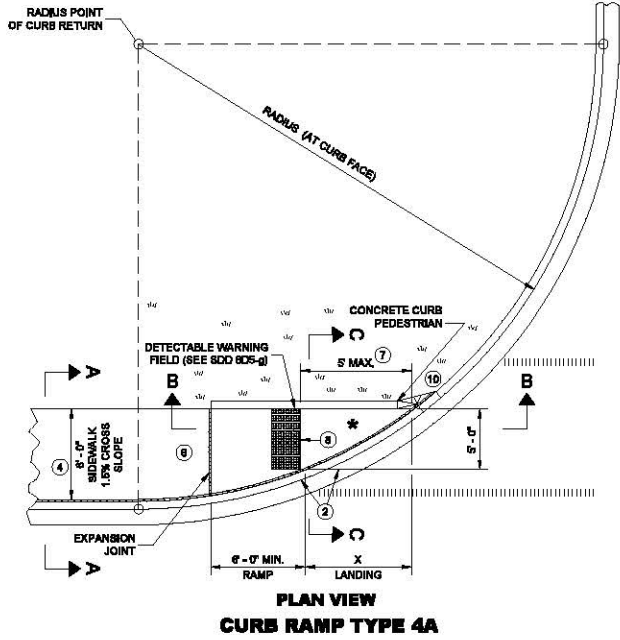 RADIUS POINT
OF CURB RETURN
RADIUS (AT CURB FACE)
CONCRETE CURB
PEDESTRIAN
DETECTABLE WARNING
FIELD (SEE SDD 8D5-g)
C
7
5' MAX.
A
B
10
B
4
6' - 0"
SIDEWALK
1.5% CROSS
SLOPE
6
8
*
5' - 0"
2
EXPANSION
JOINT
C
A
6' - 0" MIN.
X
RAMP
LANDING
PLAN VIEW
CURB RAMP TYPE 4A